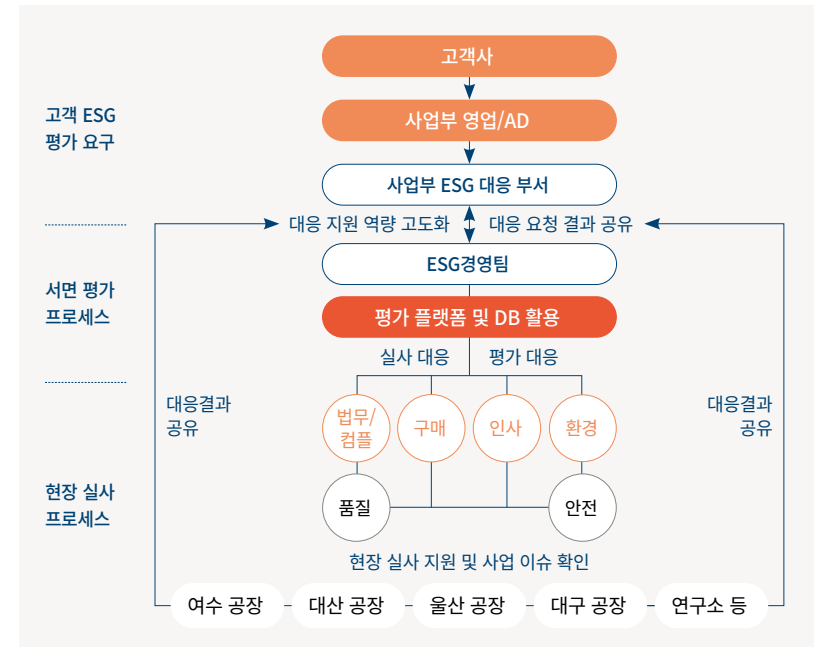 고객사
고객 ESG
평가 요구
사업부 영업/AD
사업부 ESG 대응 부서
대응 지원 역량 고도화
대응 요청 결과 공유
ESG경영팀
서면 평가
프로세스
평가 플랫폼 및 DB 활용
실사 대응
평가 대응
대응결과
공유
법무/
컴플
구매
인사
환경
대응결과
공유
현장 실사
프로세스
품질
안전
현장 실사 지원 및 사업 이슈 확인
여수 공장
대산 공장
울산 공장
대구 공장
연구소 등